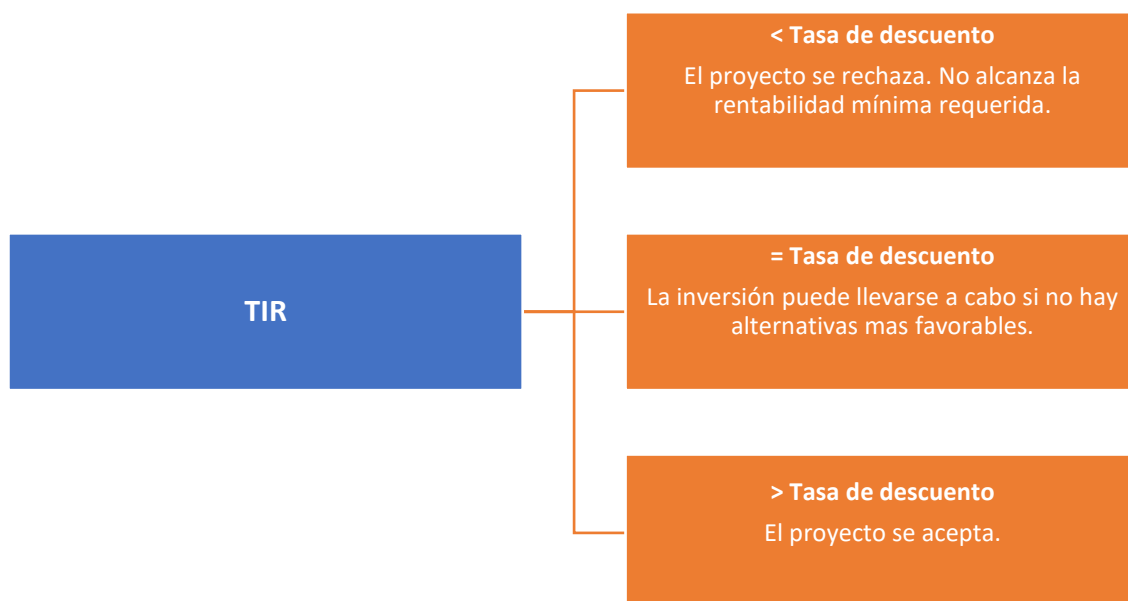 TIR
< Tasa de descuento
El proyecto se rechaza. No alcanza la
rentabilidad mínima requerida.
= Tasa de descuento
La inversión puede llevarse a cabo si no hay
alternativas mas favorables.
> Tasa de descuento
El proyecto se acepta.